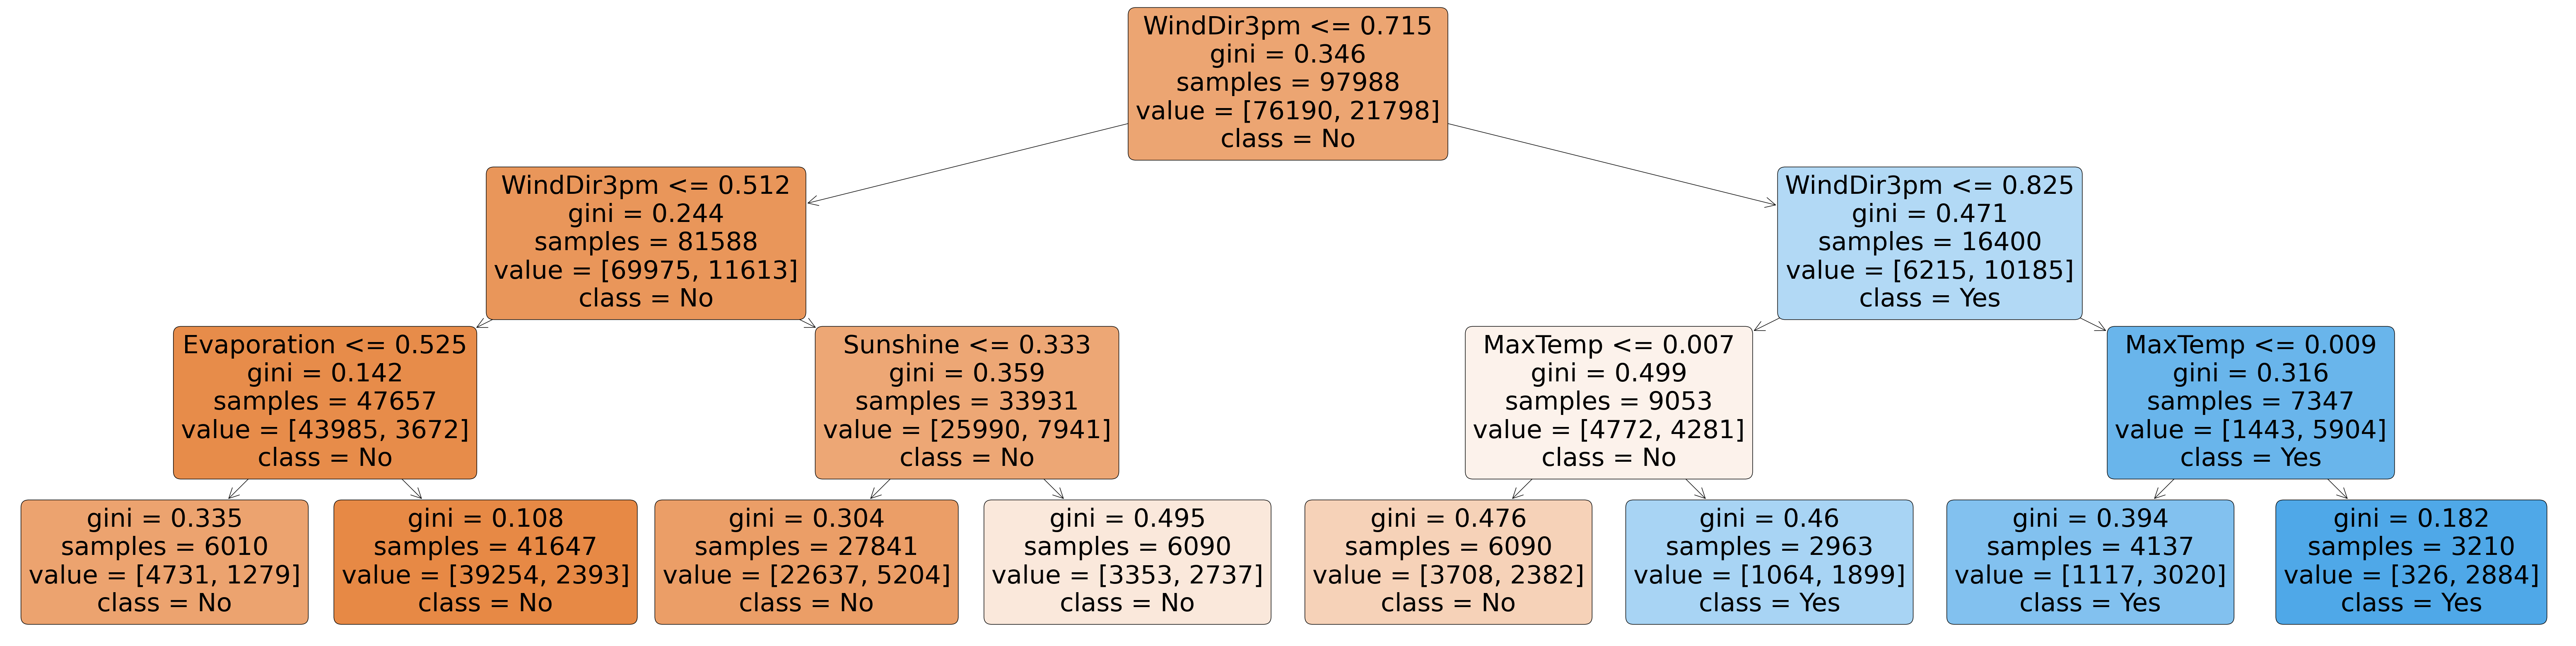 WindDir3pm <= 0.715
gini = 0.346
samples = 97988
value = [76190, 21798]
class = No
WindDir3pm <= 0.512
gini = 0.244
samples = 81588
value = [69975, 11613]
class = No
WindDir3pm <= 0.825
gini = 0.471
samples = 16400
value = [6215, 10185]
class = Yes
Evaporation <= 0.525
gini = 0.142
samples = 47657
value = [43985, 3672]
class = No
Sunshine <= 0.333
gini = 0.359
samples = 33931
value = [25990, 7941]
class = No
MaxTemp <= 0.007
gini = 0.499
samples = 9053
value = [4772, 4281]
class = No
MaxTemp <= 0.009
gini = 0.316
samples = 7347
value = [1443, 5904]
class = Yes
gini = 0.335
samples = 6010
value = [4731, 1279]
class = No
gini = 0.108
samples = 41647
value = [39254, 2393]
class = No
gini = 0.304
samples = 27841
value = [22637, 5204]
class = No
gini = 0.495
samples = 6090
value = [3353, 2737]
class = No
gini = 0.476
samples = 6090
value = [3708, 2382]
class = No
gini = 0.46
samples = 2963
value = [1064, 1899]
class = Yes
gini = 0.394
samples = 4137
value = [1117, 3020]
class = Yes
gini = 0.182
samples = 3210
value = [326, 2884]
class = Yes